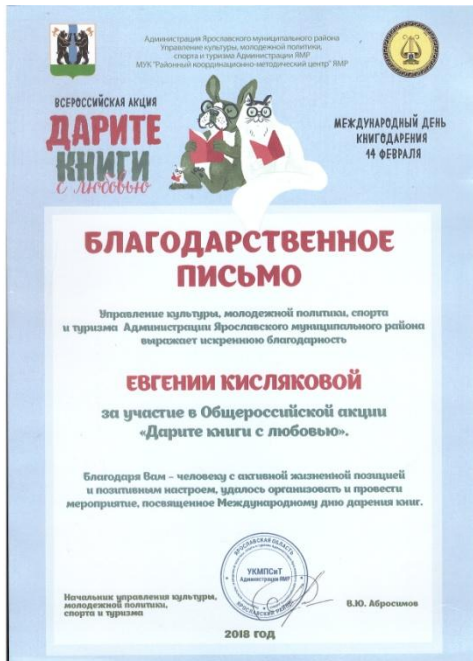 Администрация Ярославского муниципального района
Управление культуры, молодежной политики,
спорта и туризма Администрации ЯМР
МУК "Районный координационно-методический центр" ЯМР
ВСЕРОССИЙСКАЯ АКЦИЯ
ДАРИТЕ
КНИГИ
с любовью
МЕЖДУНАРОДНЫЙ ДЕНЬ
КНИГОДАРЕНИЯ
14 ФЕВРАЛЯ
БЛАГОДАРСТВЕННОЕ
ПИСЬМО
Управление культуры, молодежной политики, спорта
и туризма Администрации Ярославского муниципального района
выражает искреннюю благодарность
ЕВГЕНИИ КИСЛЯКОВОЙ
за участие в Общероссийской акции
«Дарите книги с любовью».
Благодаря Вам – человеку с активной жизненной позицией
и позитивным настроем, удалось организовать и провести
мероприятие, посвященное Международному дню дарения книг.
ЯРОСЛАВСКАЯ ОБЛАСТЬ
УКМПСиТ
Администрации ЯМР
ЯРОСЛАВСКИЙ РАЙОН
Начальник управления культуры,
молодежной политики,
спорта и туризма
В.Ю. Абросимов
2018 год